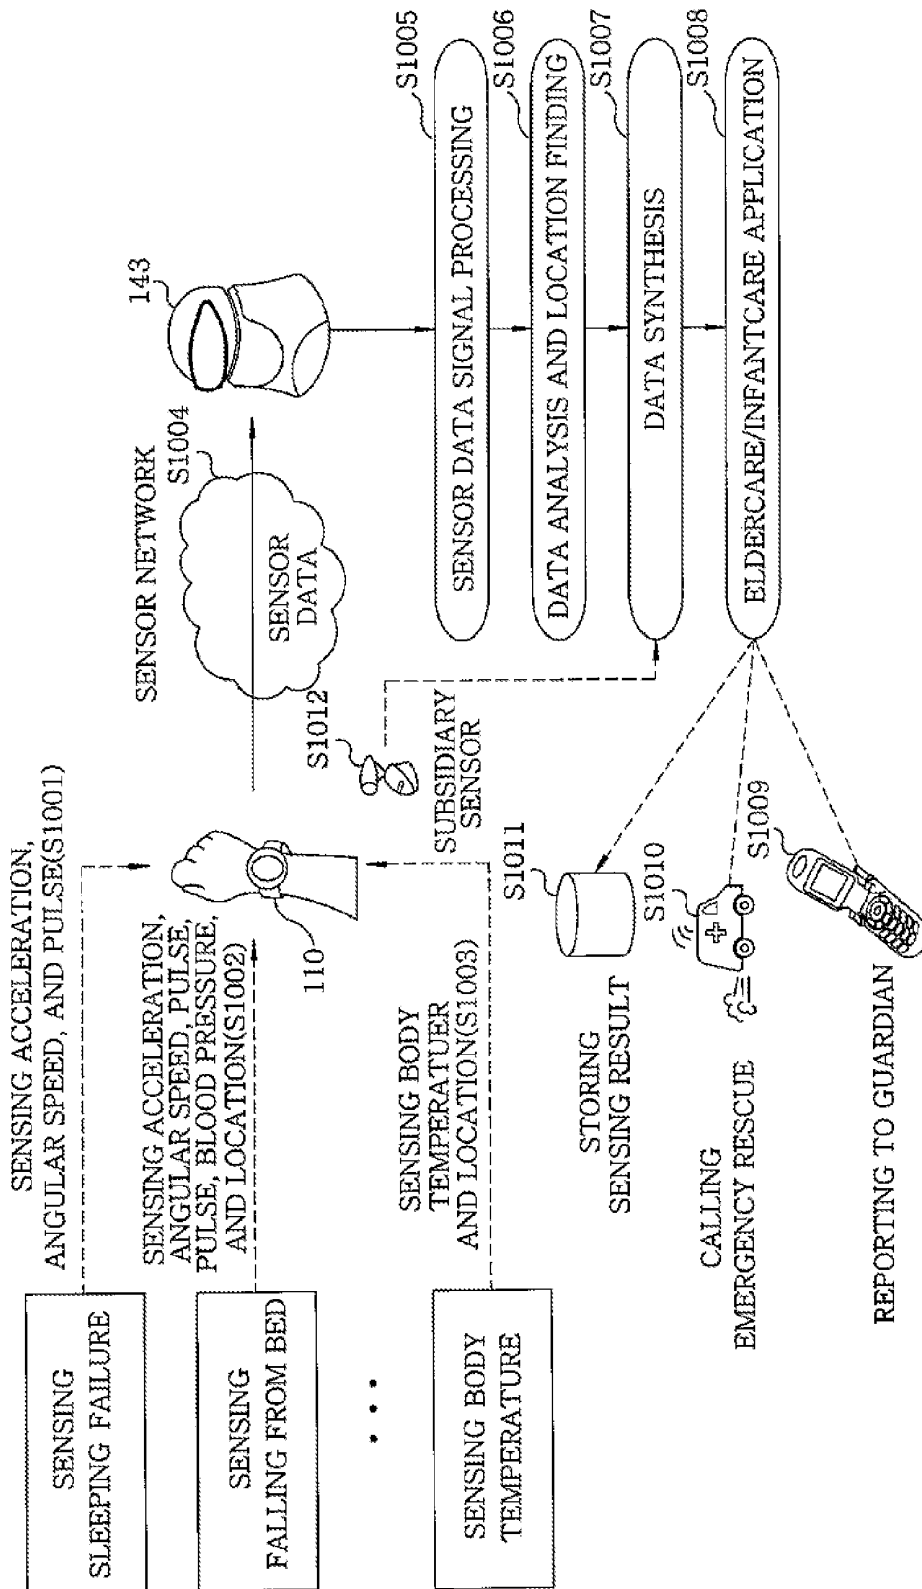 SENSING
SLEEPING FAILURE
SENSING
FALLING FROM BED
SENSING BODY
TEMPERATURE
SENSING ACCELERATION,
ANGULAR SPEED, AND PULSE(S1001)
SENSING ACCELERATION,
ANGULAR SPEED, PULSE,
PULSE, BLOOD PRESSURE,
AND LOCATION(S1002)
SENSING BODY
TEMPERATUER
AND LOCATION(S1003)
110
SENSOR NETWORK
S1004
SENSOR
DATA
143
S1012
SUBSIDIARY
SENSOR
S1005
SENSOR DATA SIGNAL PROCESSING
S1006
DATA ANALYSIS AND LOCATION FINDING
S1007
DATA SYNTHESIS
S1008
ELDERCARE/INFANTCARE APPLICATION
S1011
STORING
SENSING RESULT
S1010
CALLING
EMERGENCY RESCUE
S1009
REPORTING TO GUARDIAN